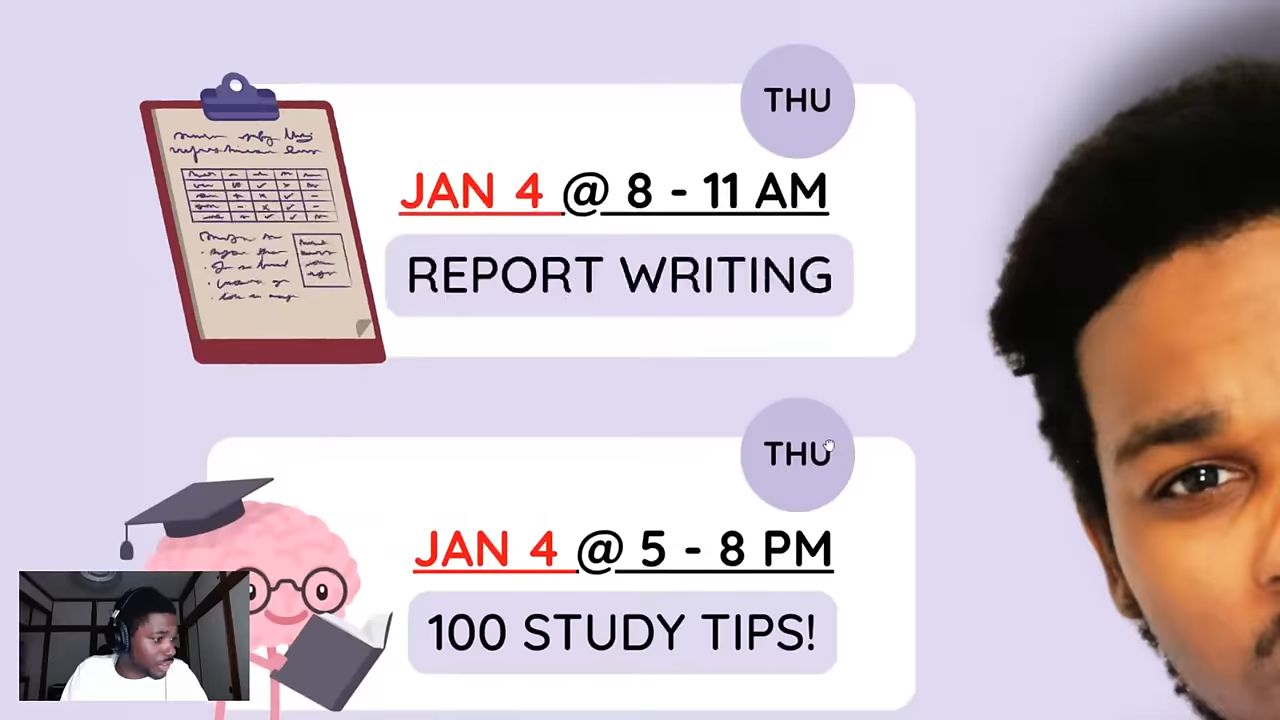 THU
JAN 4 @ 8 - 11 AM
REPORT WRITING
THU
JAN 4 @ 5 - 8 PM
100 STUDY TIPS!